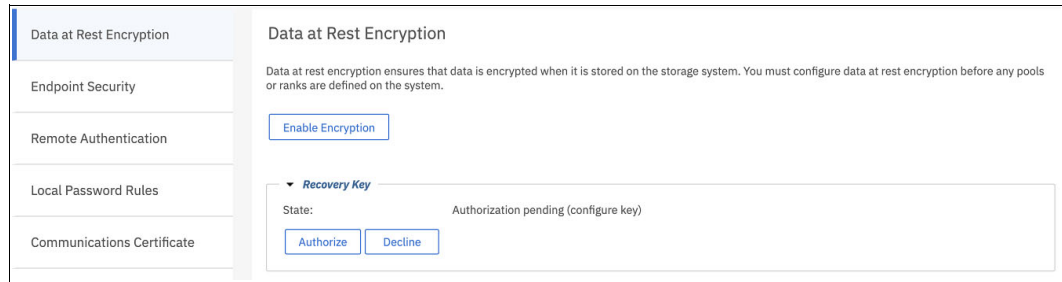 Data at Rest Encryption
Endpoint Security
Remote Authentication
Local Password Rules
Communications Certificate
Data at Rest Encryption
Data at rest encryption ensures that data is encrypted when it is stored on the storage system. You must configure data at rest encryption before any pools
or ranks are defined on the system.
Enable Encryption
Recovery Key
State: Authorization pending (configure key)
Authorize Decline